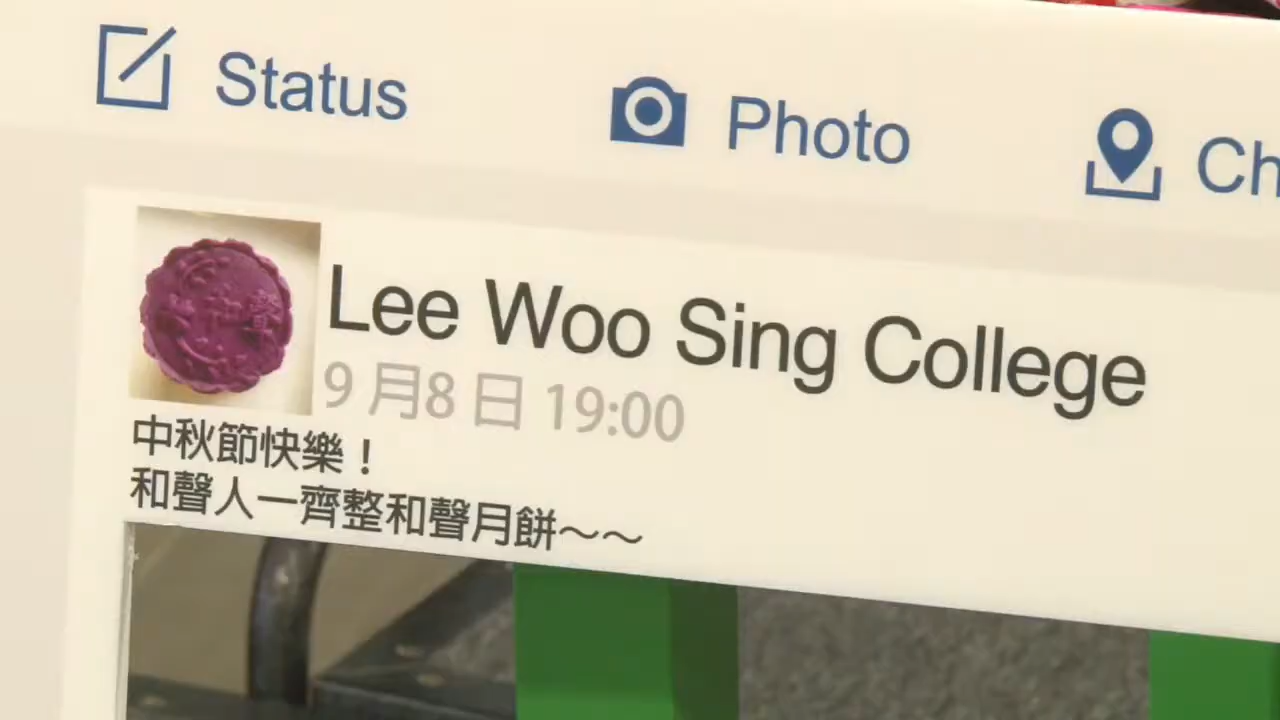 Status
Photo
Ch
Lee Woo Sing College
9 月8 日 19:00
中秋節快樂！
和聲人一齊整和聲月餅～～